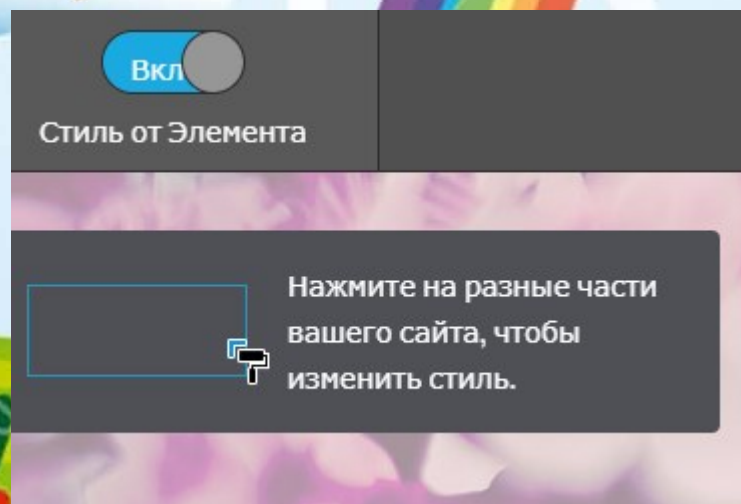 Вкл
Стиль от Элемента
Нажмите на разные части
вашего сайта, чтобы
изменить стиль.